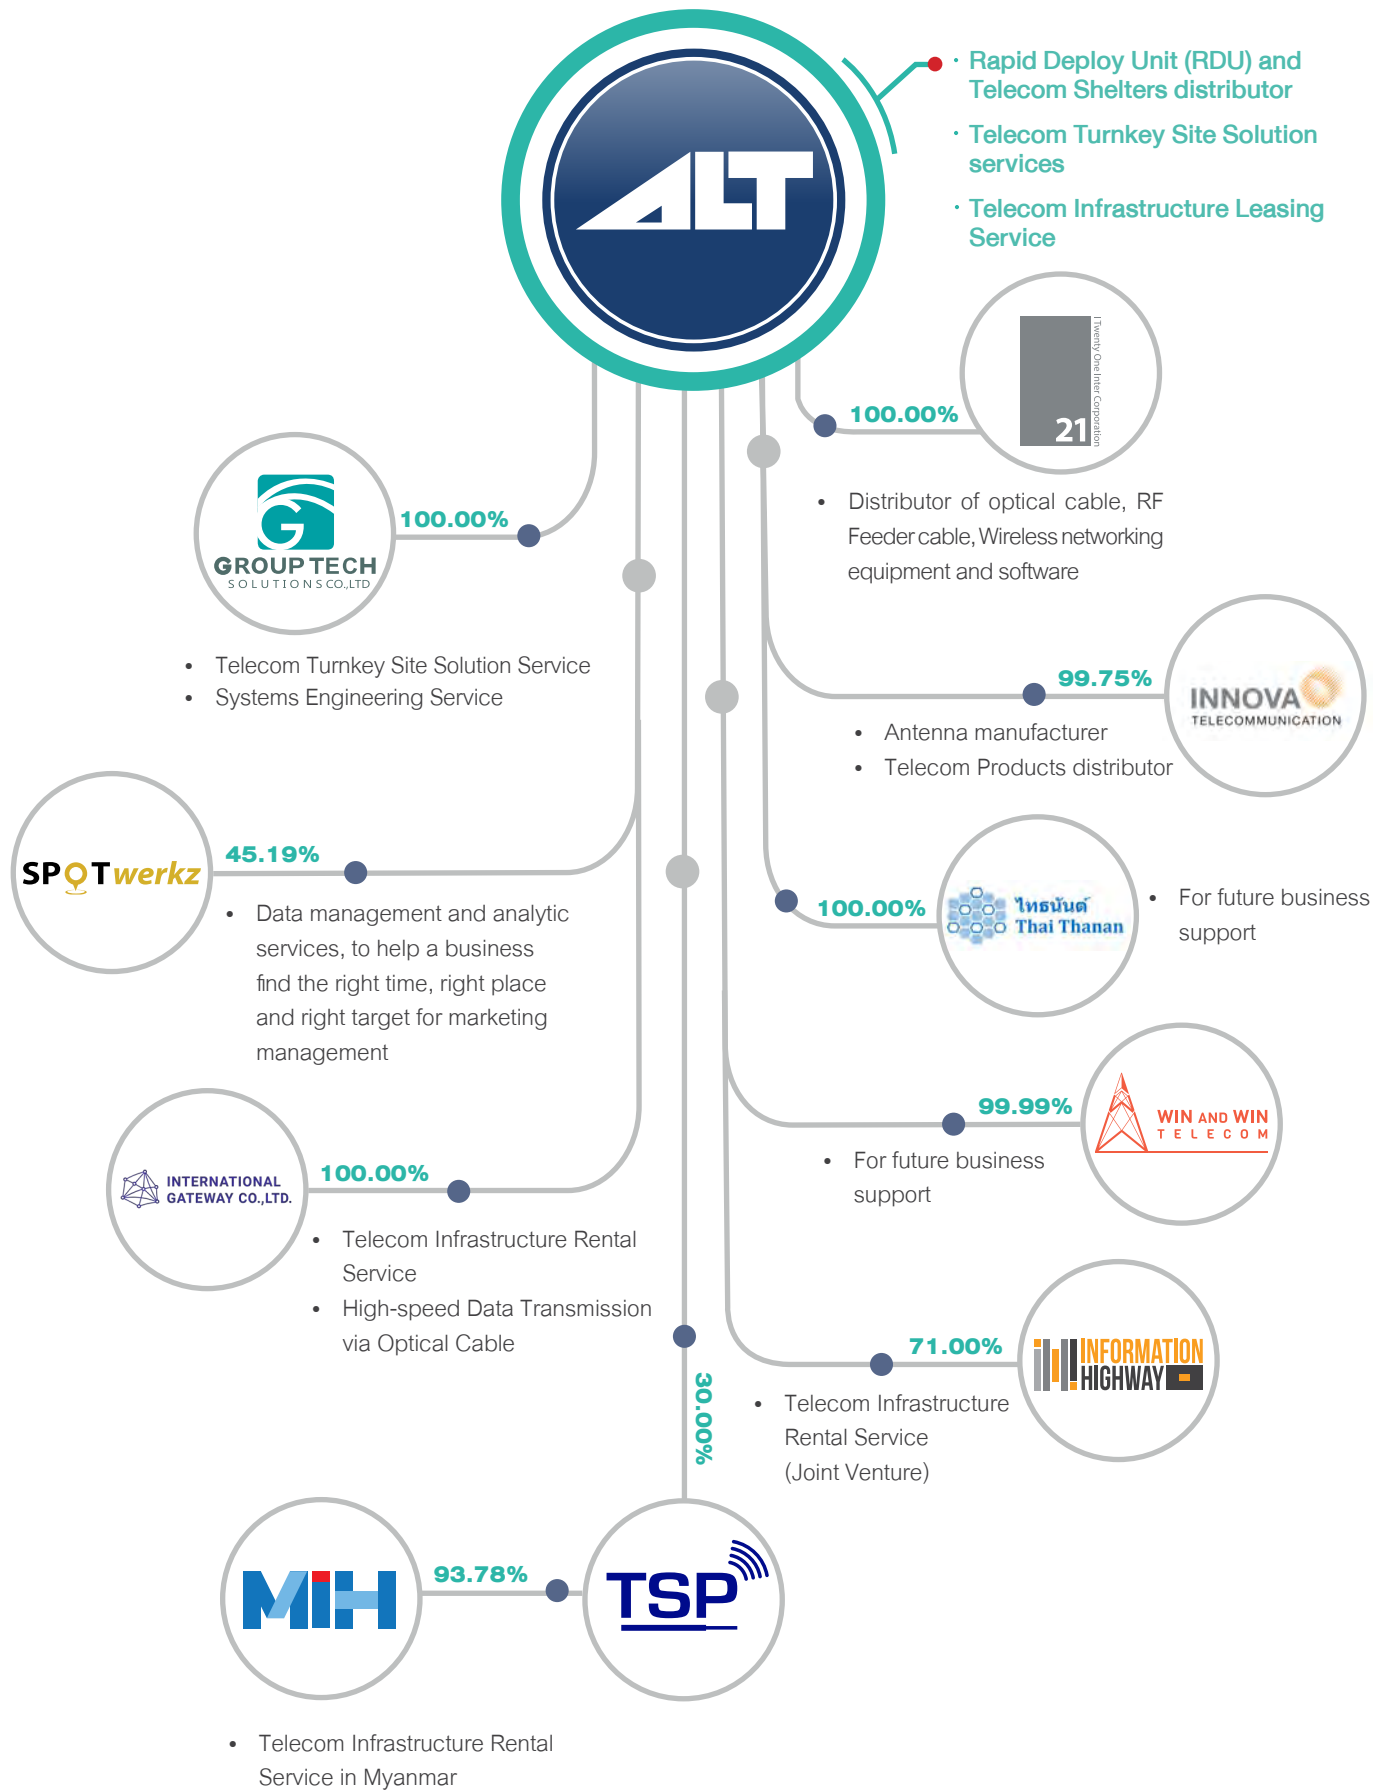 ALT
· Rapid Deploy Unit (RDU) and
Telecom Shelters distributor
· Telecom Turnkey Site Solution
services
· Telecom Infrastructure Leasing
Service
I Twenty One Inter Corporation
21
100.00%
• Distributor of optical cable, RF
Feeder cable, Wireless networking
equipment and software
G
GROUP TECH
SOLUTIONS CO.,LTD
100.00%
• Telecom Turnkey Site Solution Service
• Systems Engineering Service
99.75%
INNOVA
TELECOMMUNICATION
• Antenna manufacturer
• Telecom Products distributor
SPOTwerkz
45.19%
• Data management and analytic
services, to help a business
find the right time, right place
and right target for marketing
management
100.00%
ไทธนันต์
Thai Thanan
• For future business
support
99.99%
WIN AND WIN
TELECOM
• For future business
support
INTERNATIONAL
GATEWAY CO.,LTD.
100.00%
• Telecom Infrastructure Rental
Service
• High-speed Data Transmission
via Optical Cable
71.00%
INFORMATION
HIGHWAY
• Telecom Infrastructure
Rental Service
(Joint Venture)
30.00%
MIH
93.78%
TSP
• Telecom Infrastructure Rental
Service in Myanmar